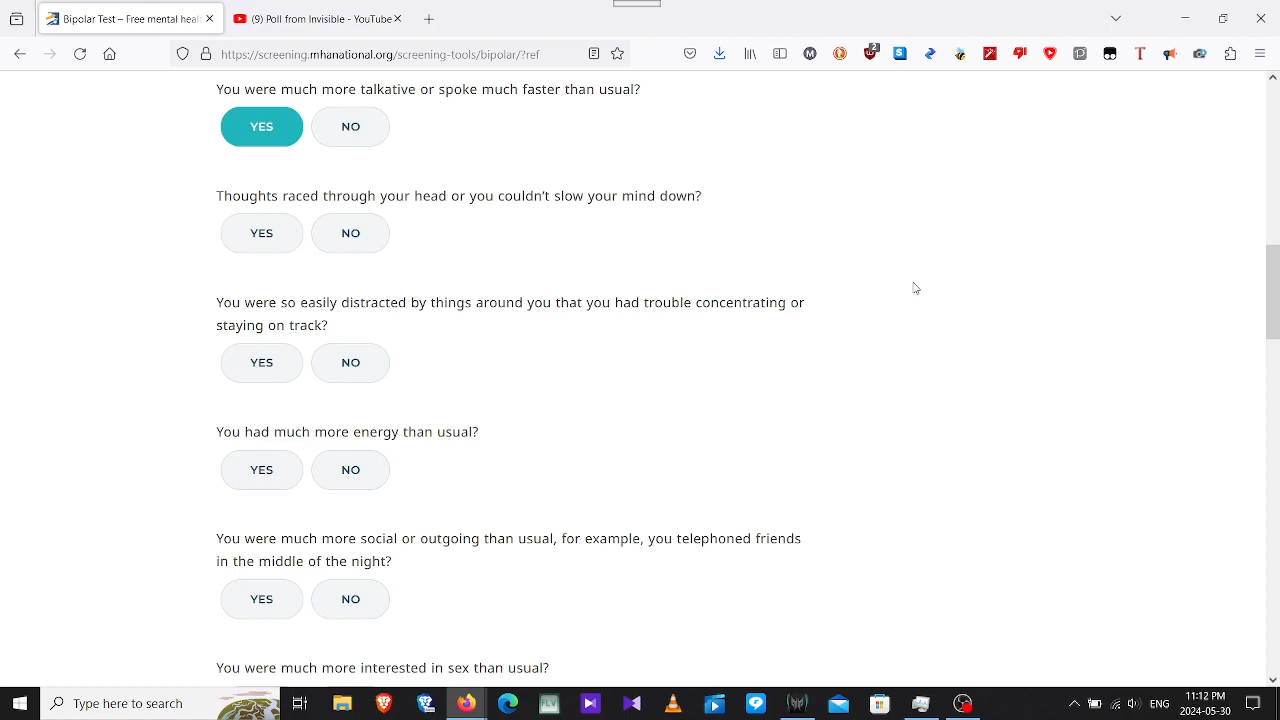 Bipolar Test – Free mental heal
(9) Poll from Invisible - YouTube
https://screening.mhanational.org/screening-tools/bipolar/?ref
2
You were much more talkative or spoke much faster than usual?
YES NO
Thoughts raced through your head or you couldn't slow your mind down?
YES NO
You were so easily distracted by things around you that you had trouble concentrating or
staying on track?
YES NO
You had much more energy than usual?
YES NO
You were much more social or outgoing than usual, for example, you telephoned friends
in the middle of the night?
YES NO
You were much more interested in sex than usual?
Type here to search
FLV
ENG
11:12 PM
2024-05-30